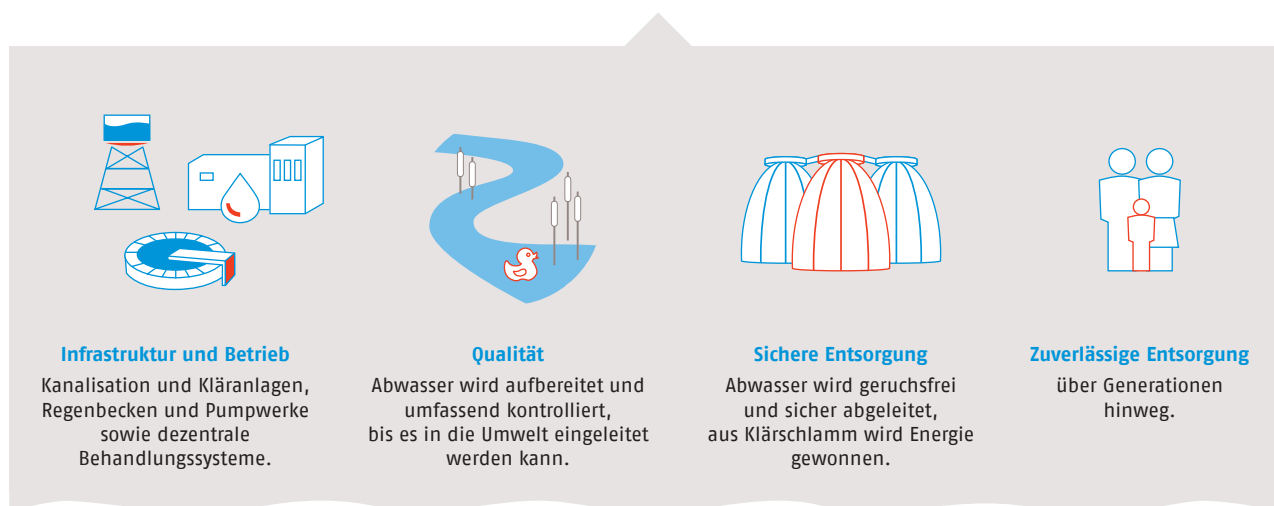 Infrastruktur und Betrieb
Kanalisation und Kläranlagen,
Regenbecken und Pumpwerke
sowie dezentrale
Behandlungssysteme.
Qualität
Abwasser wird aufbereitet und
umfassend kontrolliert,
bis es in die Umwelt eingeleitet
werden kann.
Sichere Entsorgung
Abwasser wird geruchsfrei
und sicher abgeleitet,
aus Klärschlamm wird Energie
gewonnen.
Zuverlässige Entsorgung
über Generationen
hinweg.